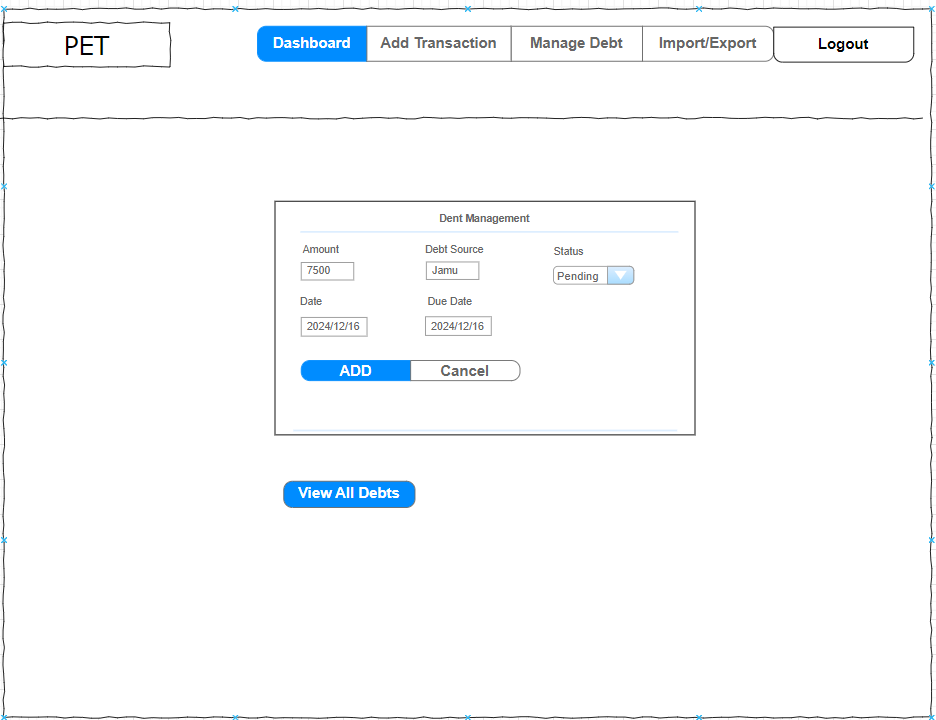 PET
Dashboard Add Transaction Manage Debt Import/Export Logout
Dent Management
Amount Debt Source Status
7500 Jamu Pending
Date Due Date
2024/12/16 2024/12/16
ADD Cancel
View All Debts